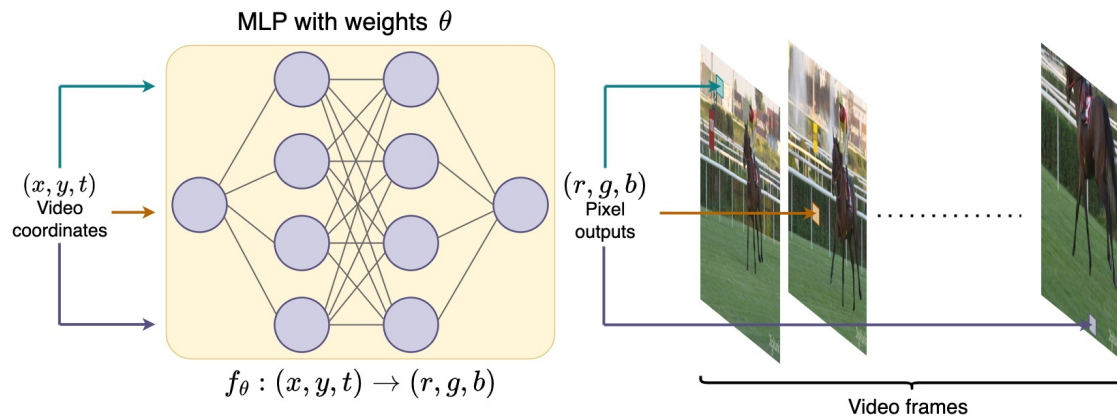 MLP with weights θ
(x, y, t)
Video
coordinates
f_θ : (x, y, t) → (r, g, b)
(r, g, b)
Pixel
outputs
Video frames